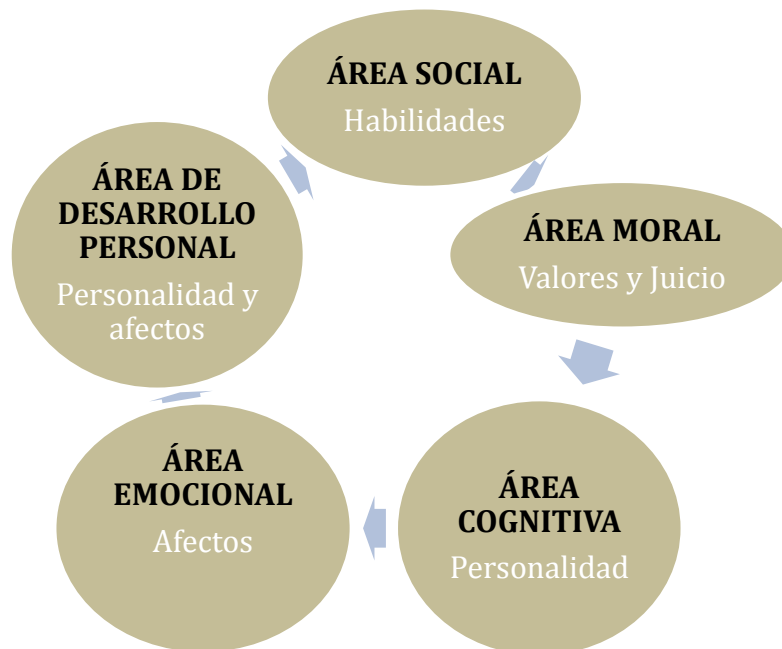 ÁREA SOCIAL
Habilidades
ÁREA MORAL
Valores y Juicio
ÁREA
COGNITIVA
Personalidad
ÁREA
EMOCIONAL
Afectos
ÁREA DE
DESARROLLO
PERSONAL
Personalidad y
afectos